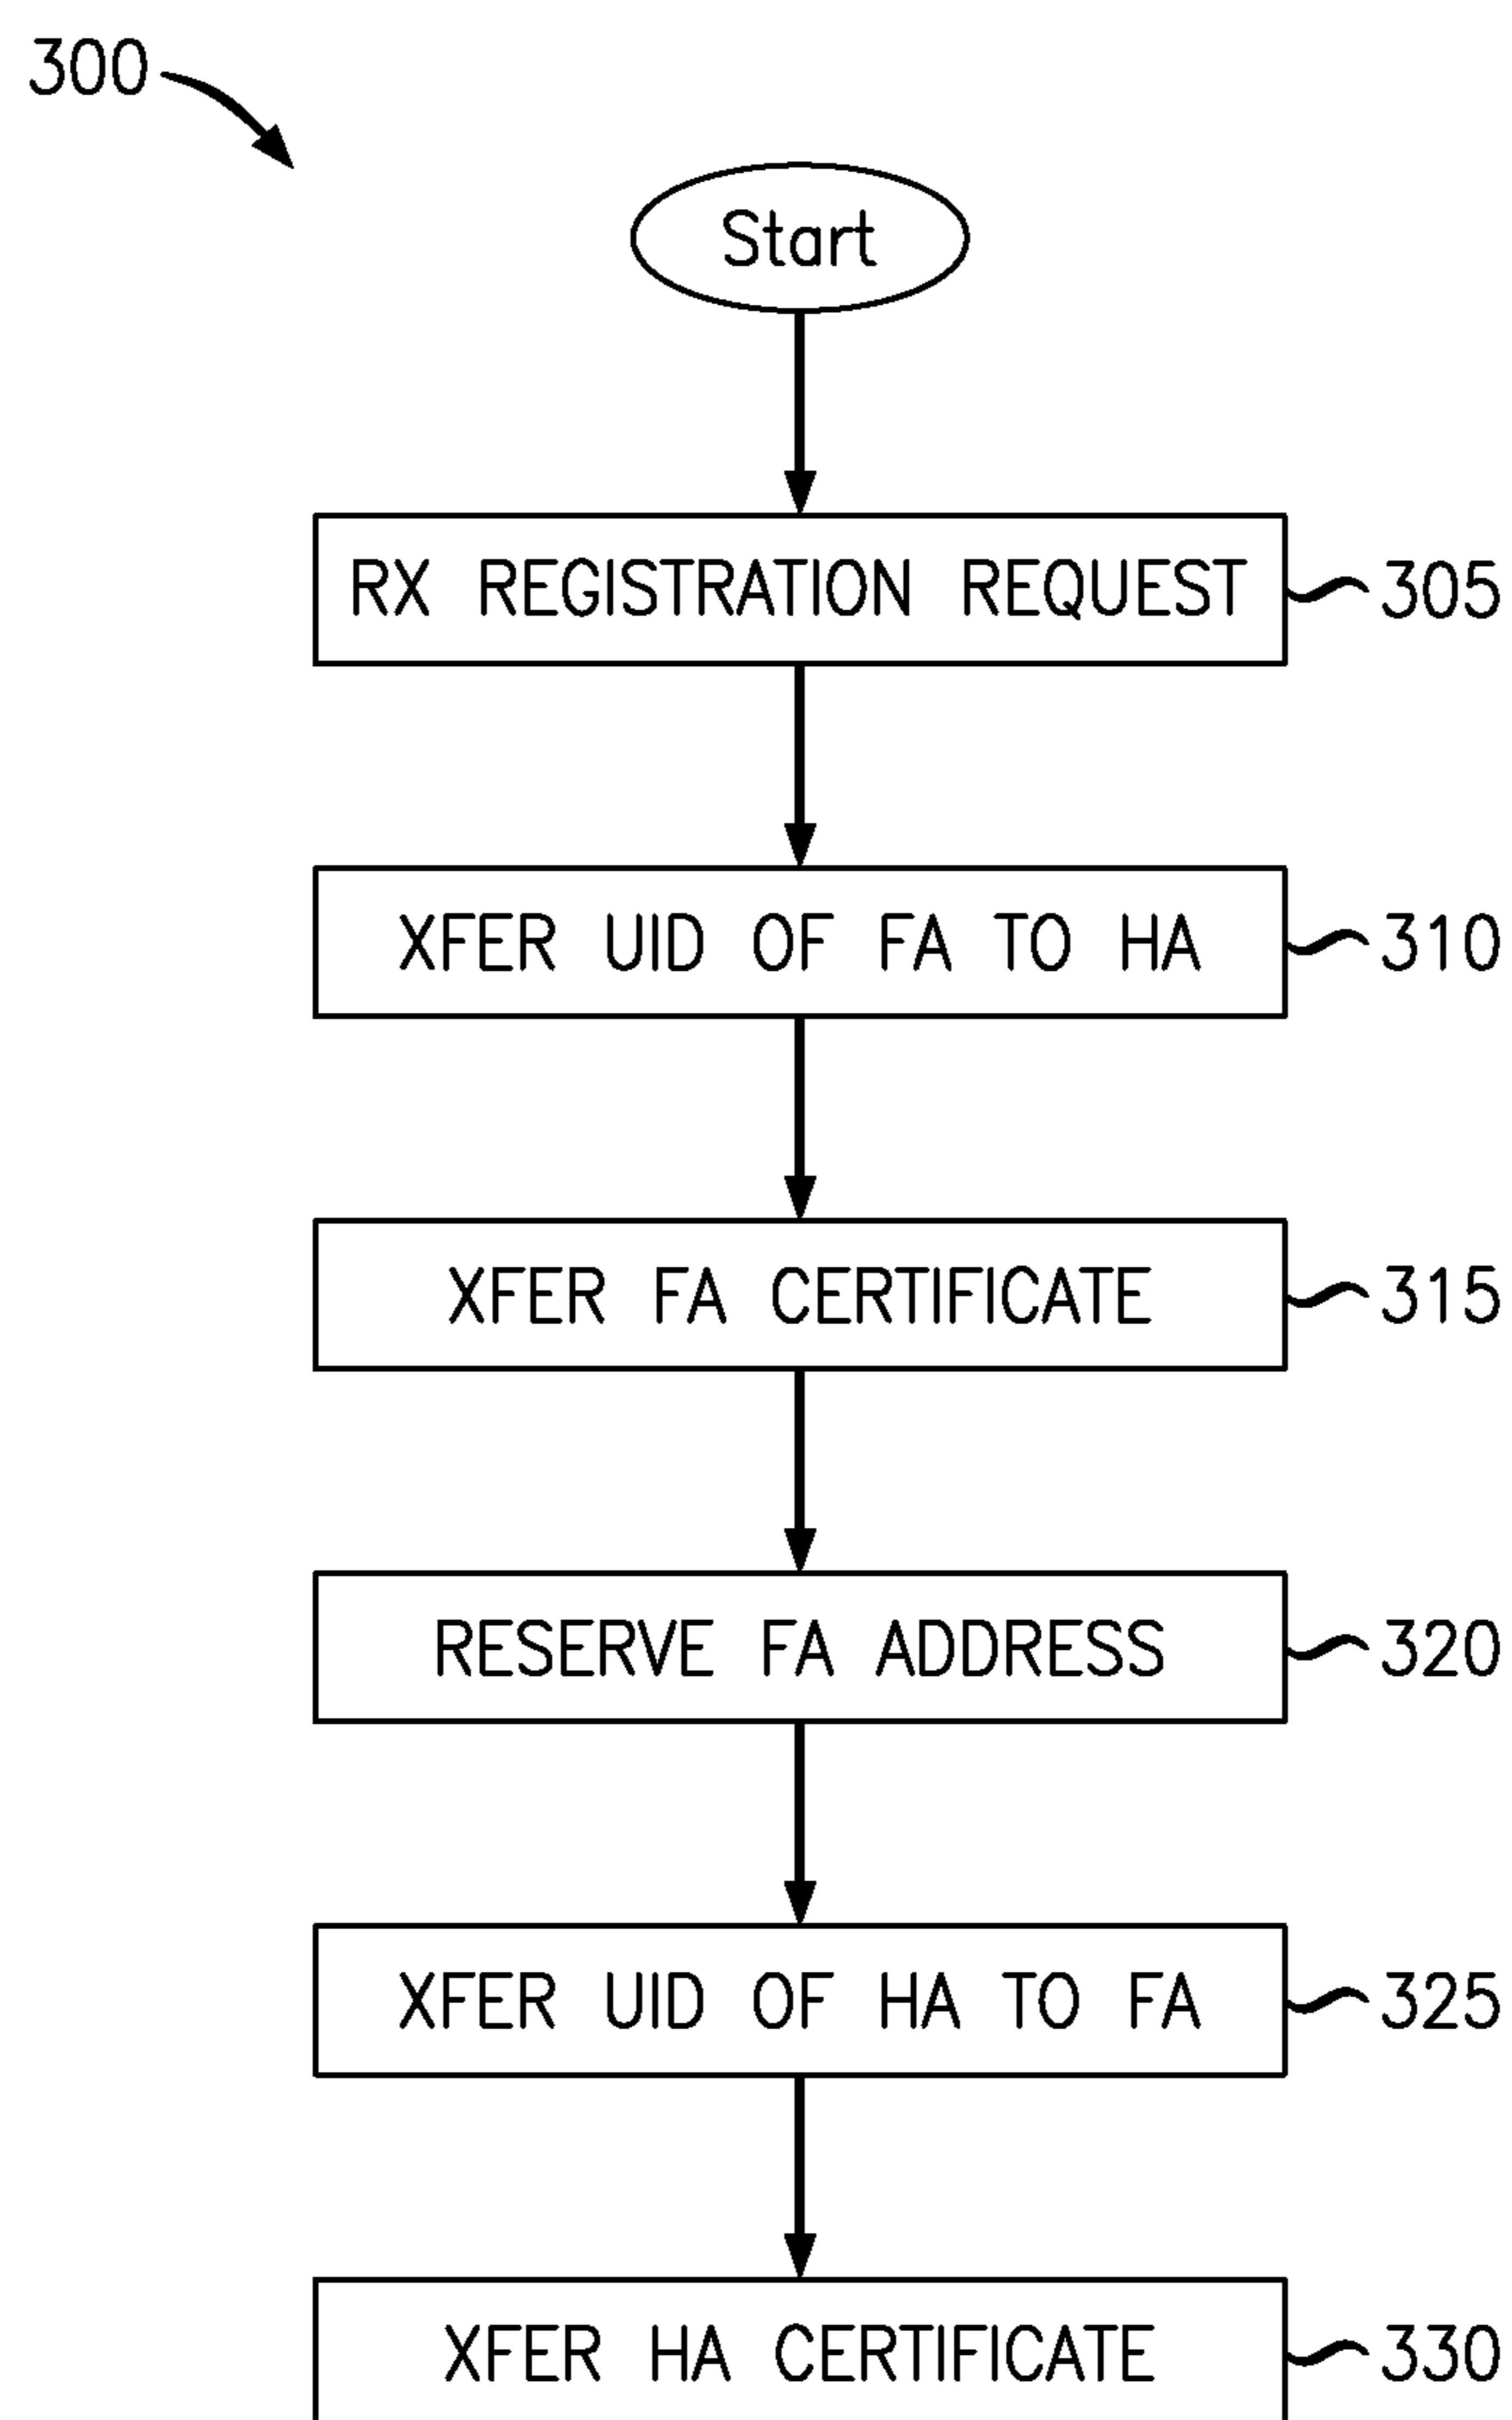 300
Start
RX REGISTRATION REQUEST 305
XFER UID OF FA TO HA 310
XFER FA CERTIFICATE 315
RESERVE FA ADDRESS 320
XFER UID OF HA TO FA 325
XFER HA CERTIFICATE 330